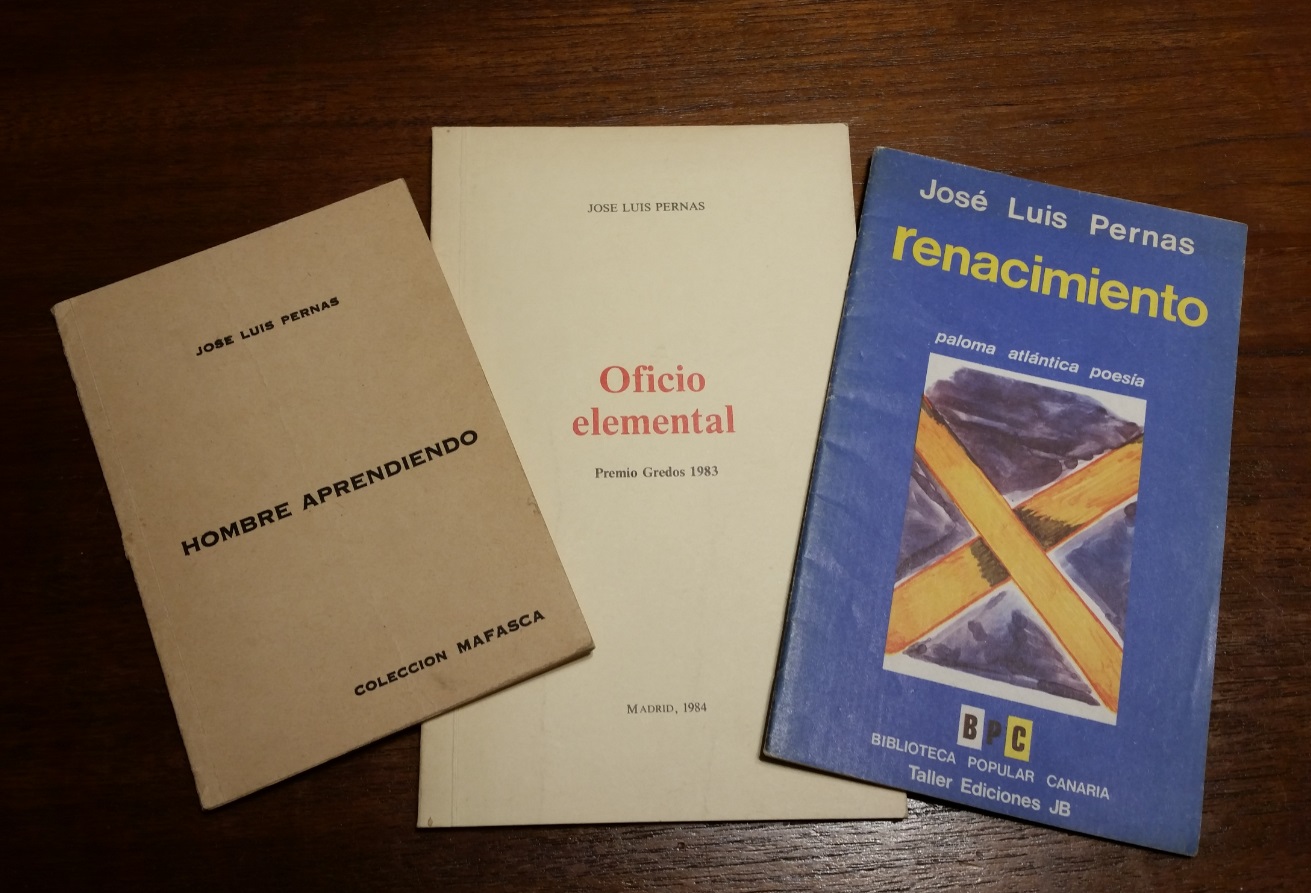 JOSE LUIS PERNAS
HOMBRE APRENDIENDO
COLECCION MAFASCA
JOSE LUIS PERNAS
Oficio
elemental
Premio Gredos 1983
MADRID, 1984
José Luis Pernas
renacimiento
paloma atlántica poesía
BPC
BIBLIOTECA POPULAR CANARIA
Taller Ediciones JB